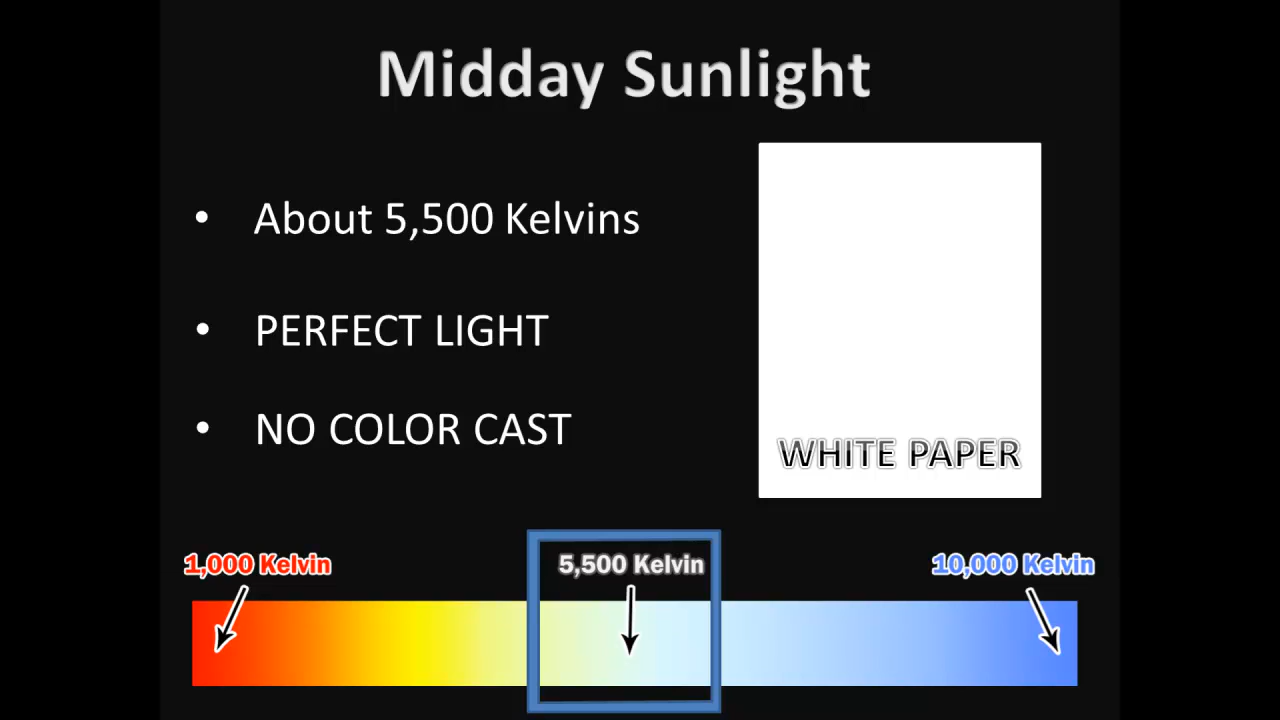 Midday Sunlight
• About 5,500 Kelvins
• PERFECT LIGHT
• NO COLOR CAST
WHITE PAPER
1,000 Kelvin
5,500 Kelvin
10,000 Kelvin